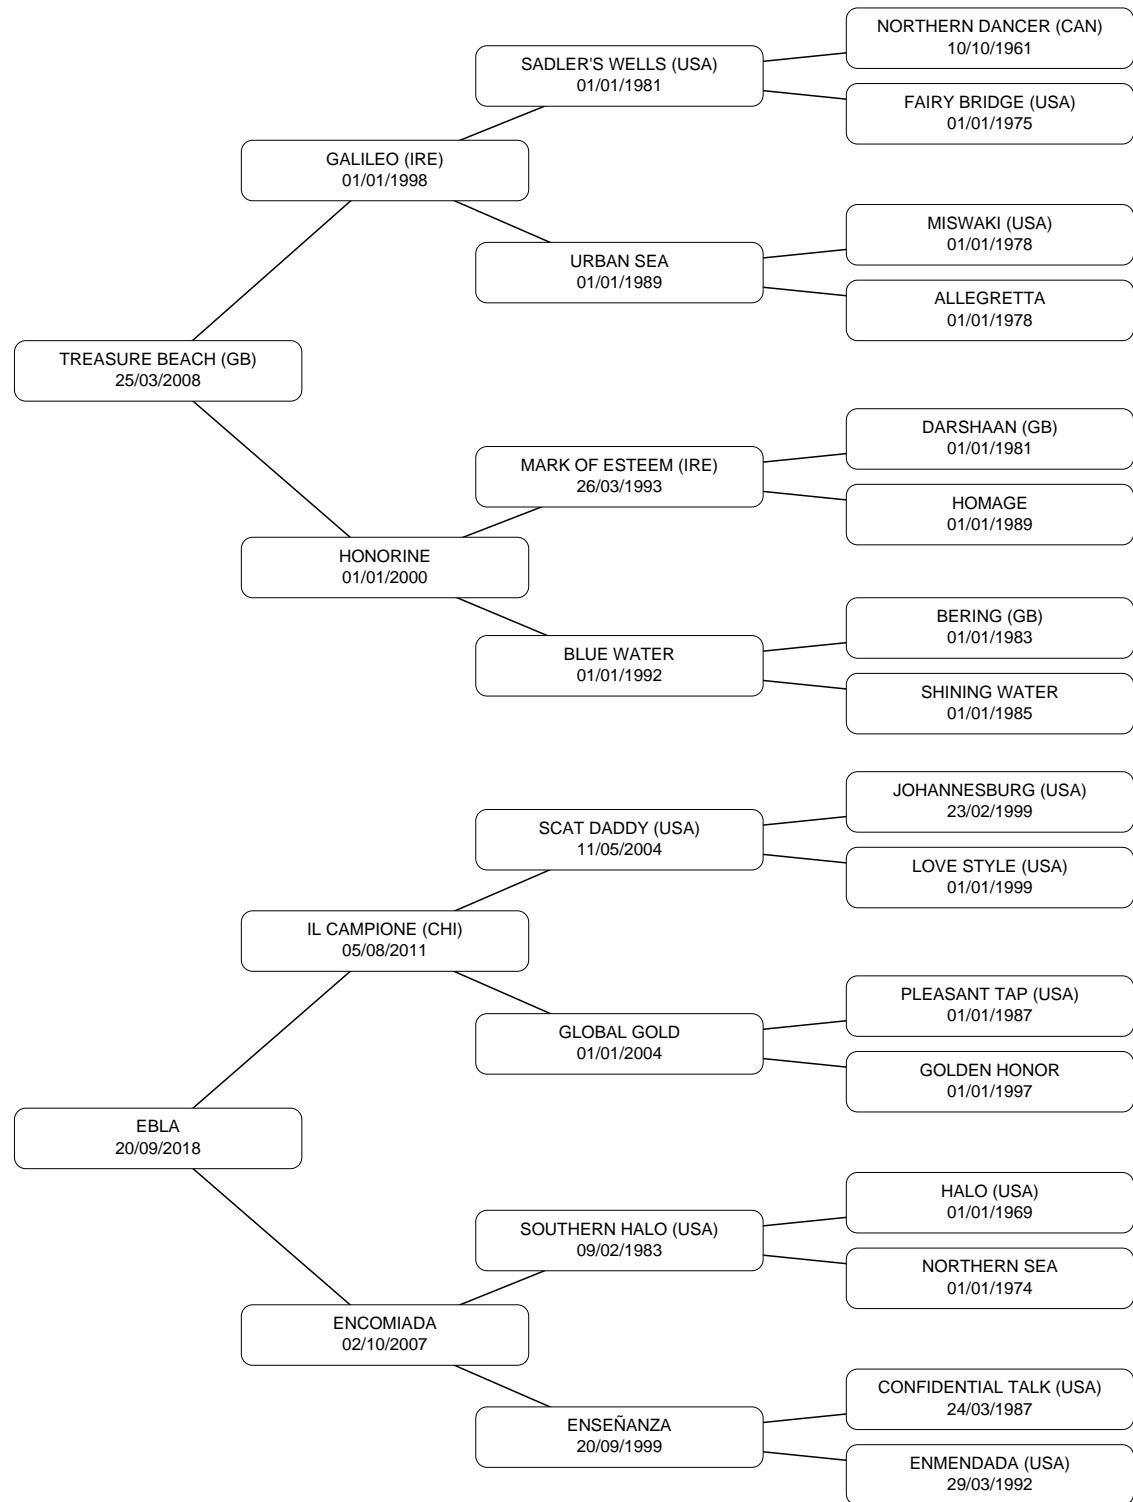 NORTHERN DANCER (CAN)
10/10/1961
SADLER'S WELLS (USA)
01/01/1981
FAIRY BRIDGE (USA)
01/01/1975
GALILEO (IRE)
01/01/1998
MISWAKI (USA)
01/01/1978
URBAN SEA
01/01/1989
ALLEGRETTA
01/01/1978
TREASURE BEACH (GB)
25/03/2008
DARSHAAN (GB)
01/01/1981
MARK OF ESTEEM (IRE)
26/03/1993
HOMAGE
01/01/1989
HONORINE
01/01/2000
BERING (GB)
01/01/1983
BLUE WATER
01/01/1992
SHINING WATER
01/01/1985
JOHANNESBURG (USA)
23/02/1999
SCAT DADDY (USA)
11/05/2004
LOVE STYLE (USA)
01/01/1999
IL CAMPIONE (CHI)
05/08/2011
PLEASANT TAP (USA)
01/01/1987
GLOBAL GOLD
01/01/2004
GOLDEN HONOR
01/01/1997
EBLA
20/09/2018
HALO (USA)
01/01/1969
SOUTHERN HALO (USA)
09/02/1983
NORTHERN SEA
01/01/1974
ENCOMIADA
02/10/2007
CONFIDENTIAL TALK (USA)
24/03/1987
ENSEÑANZA
20/09/1999
ENMENDADA (USA)
29/03/1992